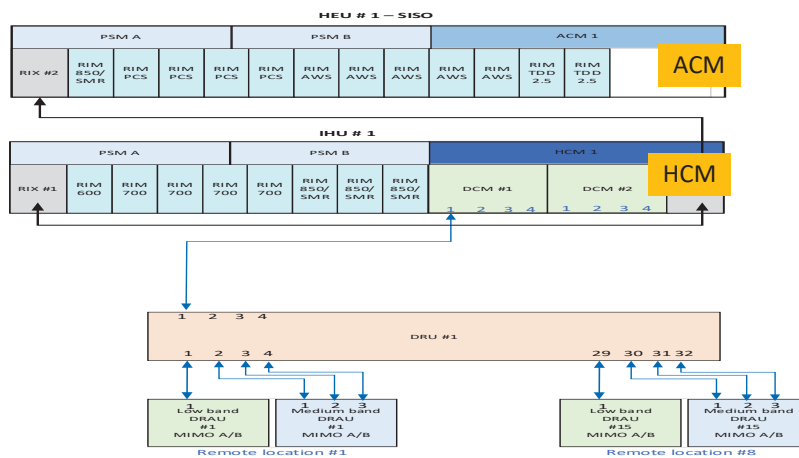 HEU # 1 – SISO
PSM A PSM B ACM 1
RIX #2
RIM 850/ SMR
RIM PCS
RIM PCS
RIM PCS
RIM PCS
RIM AWS
RIM AWS
RIM AWS
RIM AWS
RIM AWS
RIM TDD 2.5
RIM TDD 2.5
ACM
IHU # 1
PSM A PSM B HCM 1
RIX #1
RIM 600
RIM 700
RIM 700
RIM 700
RIM 700
RIM 850/ SMR
RIM 850/ SMR
RIM 850/ SMR
DCM #1
DCM #2
HCM
1 2 3 4 1 2 3 4
1 2 3 4
DRU #1
1 2 3 4 29 30 31 32
1
Low band
DRAU
#1
MIMO A/B
1 2 3
Medium band
DRAU
#1
MIMO A/B
1
Low band
DRAU
#15
MIMO A/B
1 2 3
Medium band
DRAU
#15
MIMO A/B
Remote location #1 Remote location #8